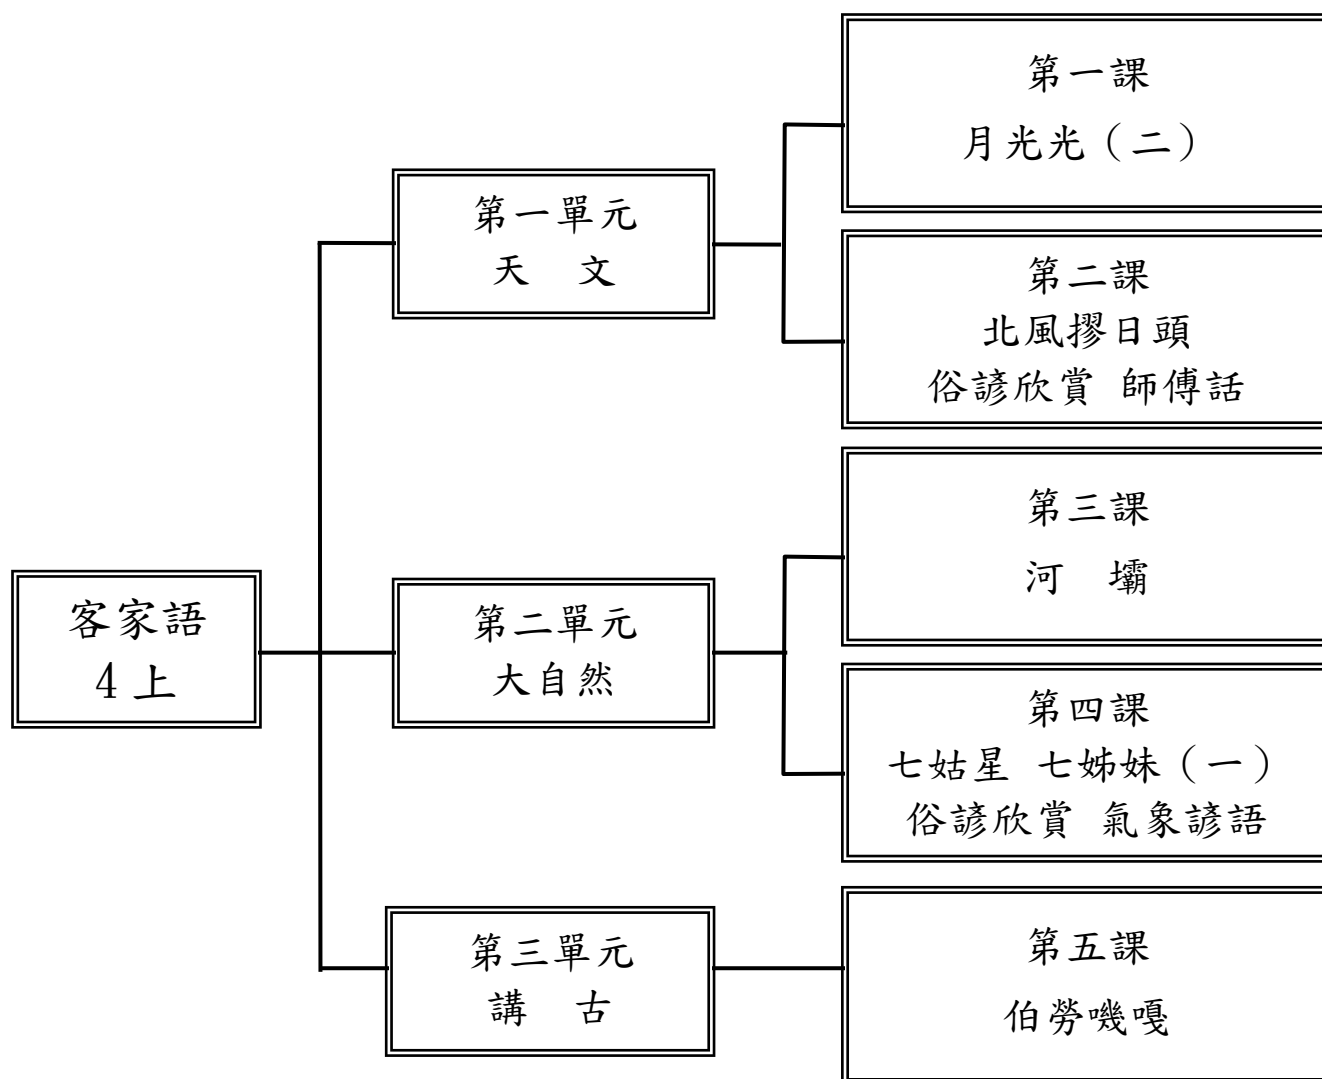 客家語
4上
第一單元
天 文
第一課
月光光（二）
第二課
北風摎日頭
俗諺欣賞 師傅話
第二單元
大自然
第三課
河 壩
第四課
七姑星 七姊妹（一）
俗諺欣賞 氣象諺語
第三單元
講 古
第五課
伯勞嘰嘎